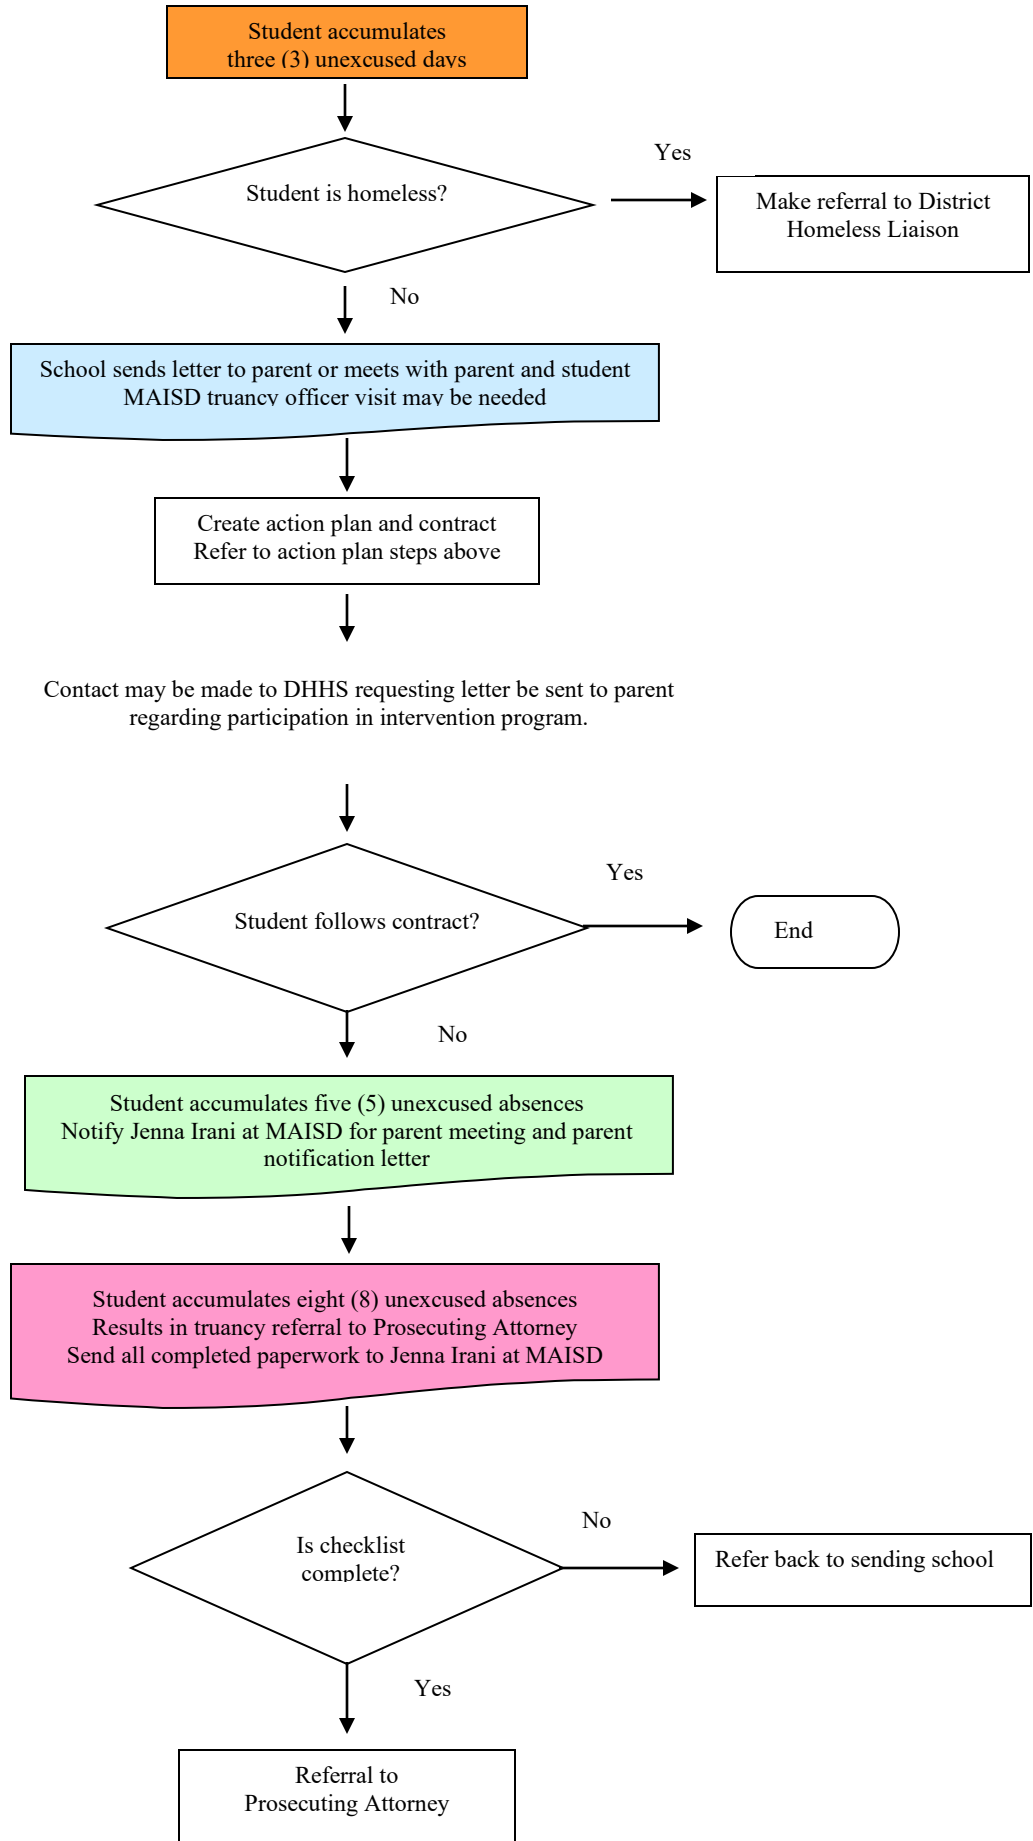 Student accumulates
three (3) unexcused days
Yes
Student is homeless?
Make referral to District
Homeless Liaison
No
School sends letter to parent or meets with parent and student
MAISD truancy officer visit may be needed
Create action plan and contract
Refer to action plan steps above
Contact may be made to DHHS requesting letter be sent to parent
regarding participation in intervention program.
Yes
Student follows contract?
End
No
Student accumulates five (5) unexcused absences
Notify Jenna Irani at MAISD for parent meeting and parent
notification letter
Student accumulates eight (8) unexcused absences
Results in truancy referral to Prosecuting Attorney
Send all completed paperwork to Jenna Irani at MAISD
No
Is checklist
complete?
Refer back to sending school
Yes
Referral to
Prosecuting Attorney